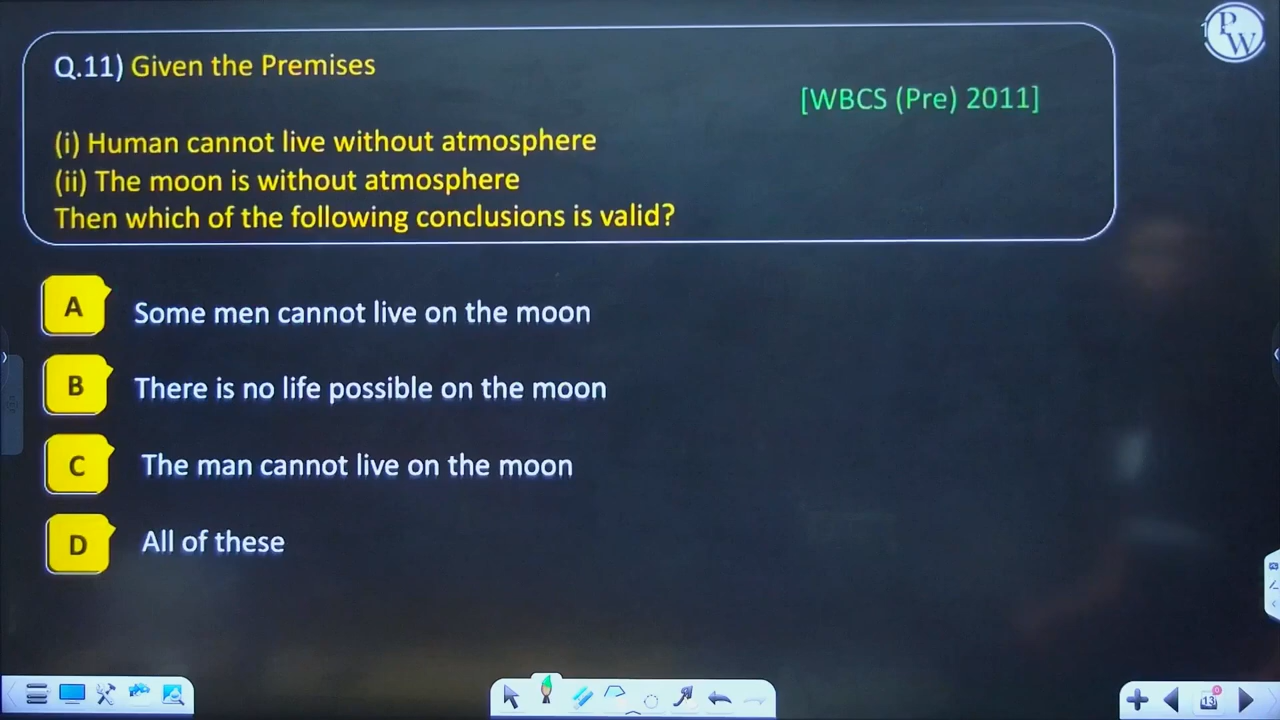 PW
Q.11) Given the Premises
[WBCS (Pre) 2011]
(i) Human cannot live without atmosphere
(ii) The moon is without atmosphere
Then which of the following conclusions is valid?
A Some men cannot live on the moon
B There is no life possible on the moon
C The man cannot live on the moon
D All of these
13